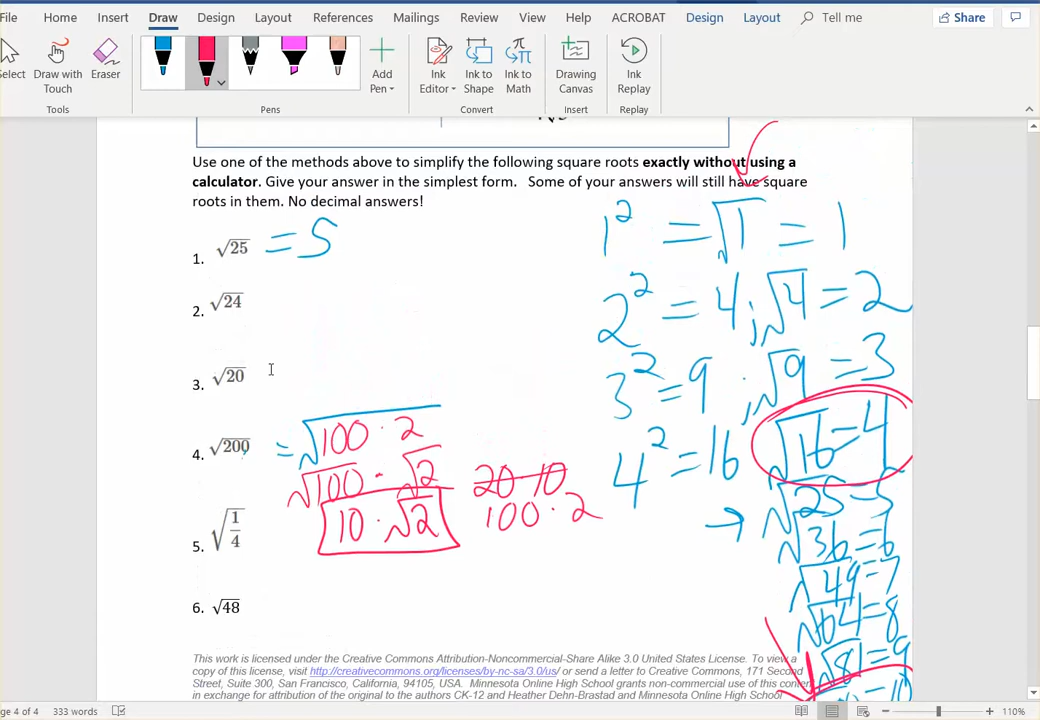 File Home Insert Draw Design Layout References Mailings Review View Help ACROBAT Design Layout Tell me Share
Select Draw with Touch Eraser Add Pen Ink Editor Ink to Shape Ink to Math Drawing Canvas Ink Replay
Tools Pens Convert Insert Replay
Use one of the methods above to simplify the following square roots exactly without using a
calculator. Give your answer in the simplest form. Some of your answers will still have square
roots in them. No decimal answers!
1. √25 = 5
2. √24
3. √20
4. √200 = √100 · 2
√100 · √2
10 · √2
20 · 10
100 · 2
5. √1/4
6. √48
1² = √1 = 1
2² = 4 ; √4 = 2
3² = 9 ; √9 = 3
4² = 16 √16 = 4
→ √25 = 5
√36 = 6
√49 = 7
√64 = 8
√81 = 9
This work is licensed under the Creative Commons Attribution-Noncommercial-Share Alike 3.0 United States License. To view a
copy of this license, visit http://creativecommons.org/licenses/by-nc-sa/3.0/us/ or send a letter to Creative Commons, 171 Second
Street, Suite 300, San Francisco, California, 94105, USA. Minnesota Online High School grants non-commercial use of this content
in exchange for attribution of the original to the authors CK-12 and Heather Dehn-Brastad and Minnesota Online High School
age 4 of 4 333 words 110%